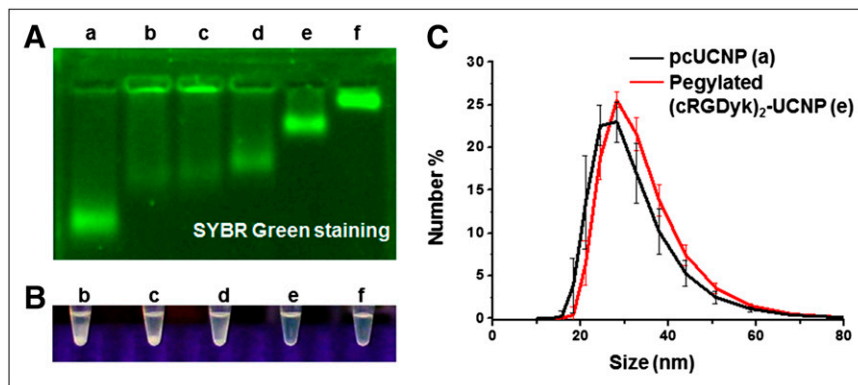 A
a b c d e f
SYBR Green staining
B
b c d e f
C
pcUCNP (a)
Pegylated
(cRGDyk)₂-UCNP (e)
Number %
30
25
20
15
10
5
0
0 20 40 60 80
Size (nm)